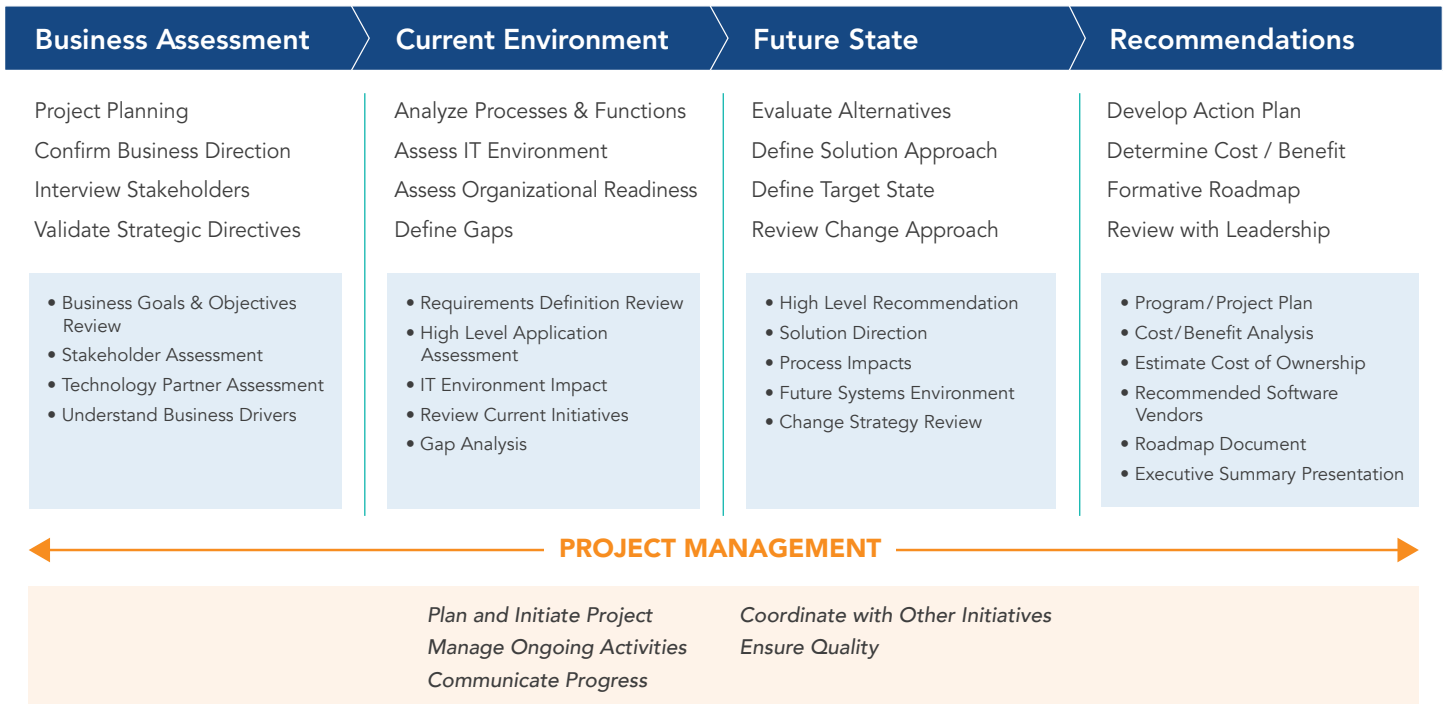 Business Assessment
Current Environment
Future State
Recommendations
Project Planning
Confirm Business Direction
Interview Stakeholders
Validate Strategic Directives
Analyze Processes & Functions
Assess IT Environment
Assess Organizational Readiness
Define Gaps
Evaluate Alternatives
Define Solution Approach
Define Target State
Review Change Approach
Develop Action Plan
Determine Cost / Benefit
Formative Roadmap
Review with Leadership
• Business Goals & Objectives
Review
• Stakeholder Assessment
• Technology Partner Assessment
• Understand Business Drivers
• Requirements Definition Review
• High Level Application
Assessment
• IT Environment Impact
• Review Current Initiatives
• Gap Analysis
• High Level Recommendation
• Solution Direction
• Process Impacts
• Future Systems Environment
• Change Strategy Review
• Program/Project Plan
• Cost/Benefit Analysis
• Estimate Cost of Ownership
• Recommended Software
Vendors
• Roadmap Document
• Executive Summary Presentation
PROJECT MANAGEMENT
Plan and Initiate Project
Manage Ongoing Activities
Communicate Progress
Coordinate with Other Initiatives
Ensure Quality